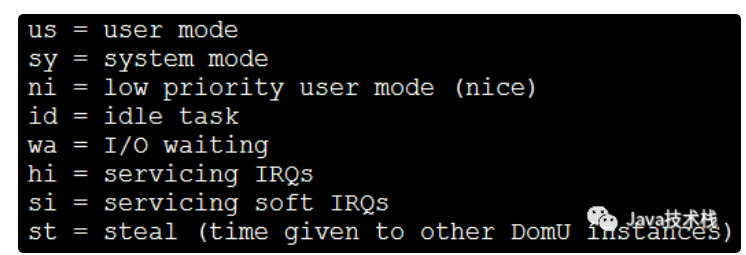 us = user mode
sy = system mode
ni = low priority user mode (nice)
id = idle task
wa = I/O waiting
hi = servicing IRQs
si = servicing soft IRQs
st = steal (time given to other DomU instances)
Java技术栈